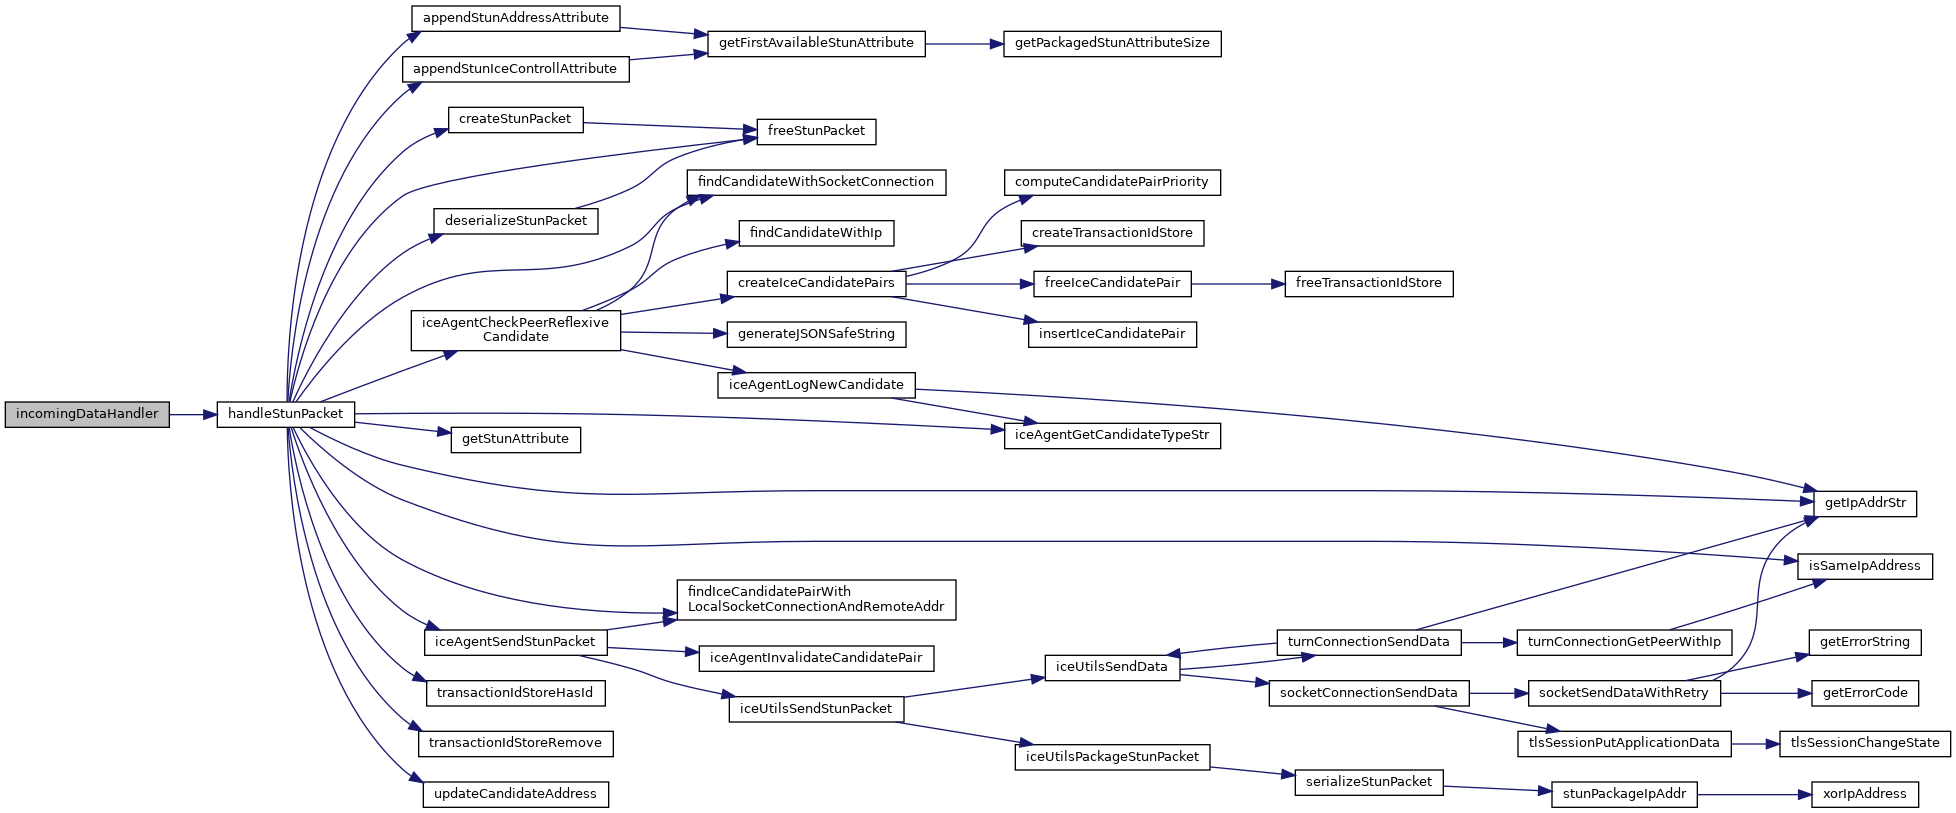 appendStunAddressAttribute
getFirstAvailableStunAttribute
getPackagedStunAttributeSize
appendStunIceControllAttribute
createStunPacket
freeStunPacket
findCandidateWithSocketConnection
computeCandidatePairPriority
deserializeStunPacket
findCandidateWithIp
createTransactionIdStore
createIceCandidatePairs
freeIceCandidatePair
freeTransactionIdStore
iceAgentCheckPeerReflexive
Candidate
generateJSONSafeString
insertIceCandidatePair
iceAgentLogNewCandidate
incomingDataHandler
handleStunPacket
getStunAttribute
iceAgentGetCandidateTypeStr
getIpAddrStr
isSameIpAddress
findIceCandidatePairWith
LocalSocketConnectionAndRemoteAddr
iceAgentSendStunPacket
iceAgentInvalidateCandidatePair
turnConnectionSendData
turnConnectionGetPeerWithIp
getErrorString
iceUtilsSendData
transactionIdStoreHasId
iceUtilsSendStunPacket
socketConnectionSendData
socketSendDataWithRetry
getErrorCode
transactionIdStoreRemove
iceUtilsPackageStunPacket
tlsSessionPutApplicationData
tlsSessionChangeState
updateCandidateAddress
serializeStunPacket
stunPackageIpAddr
xorIpAddress